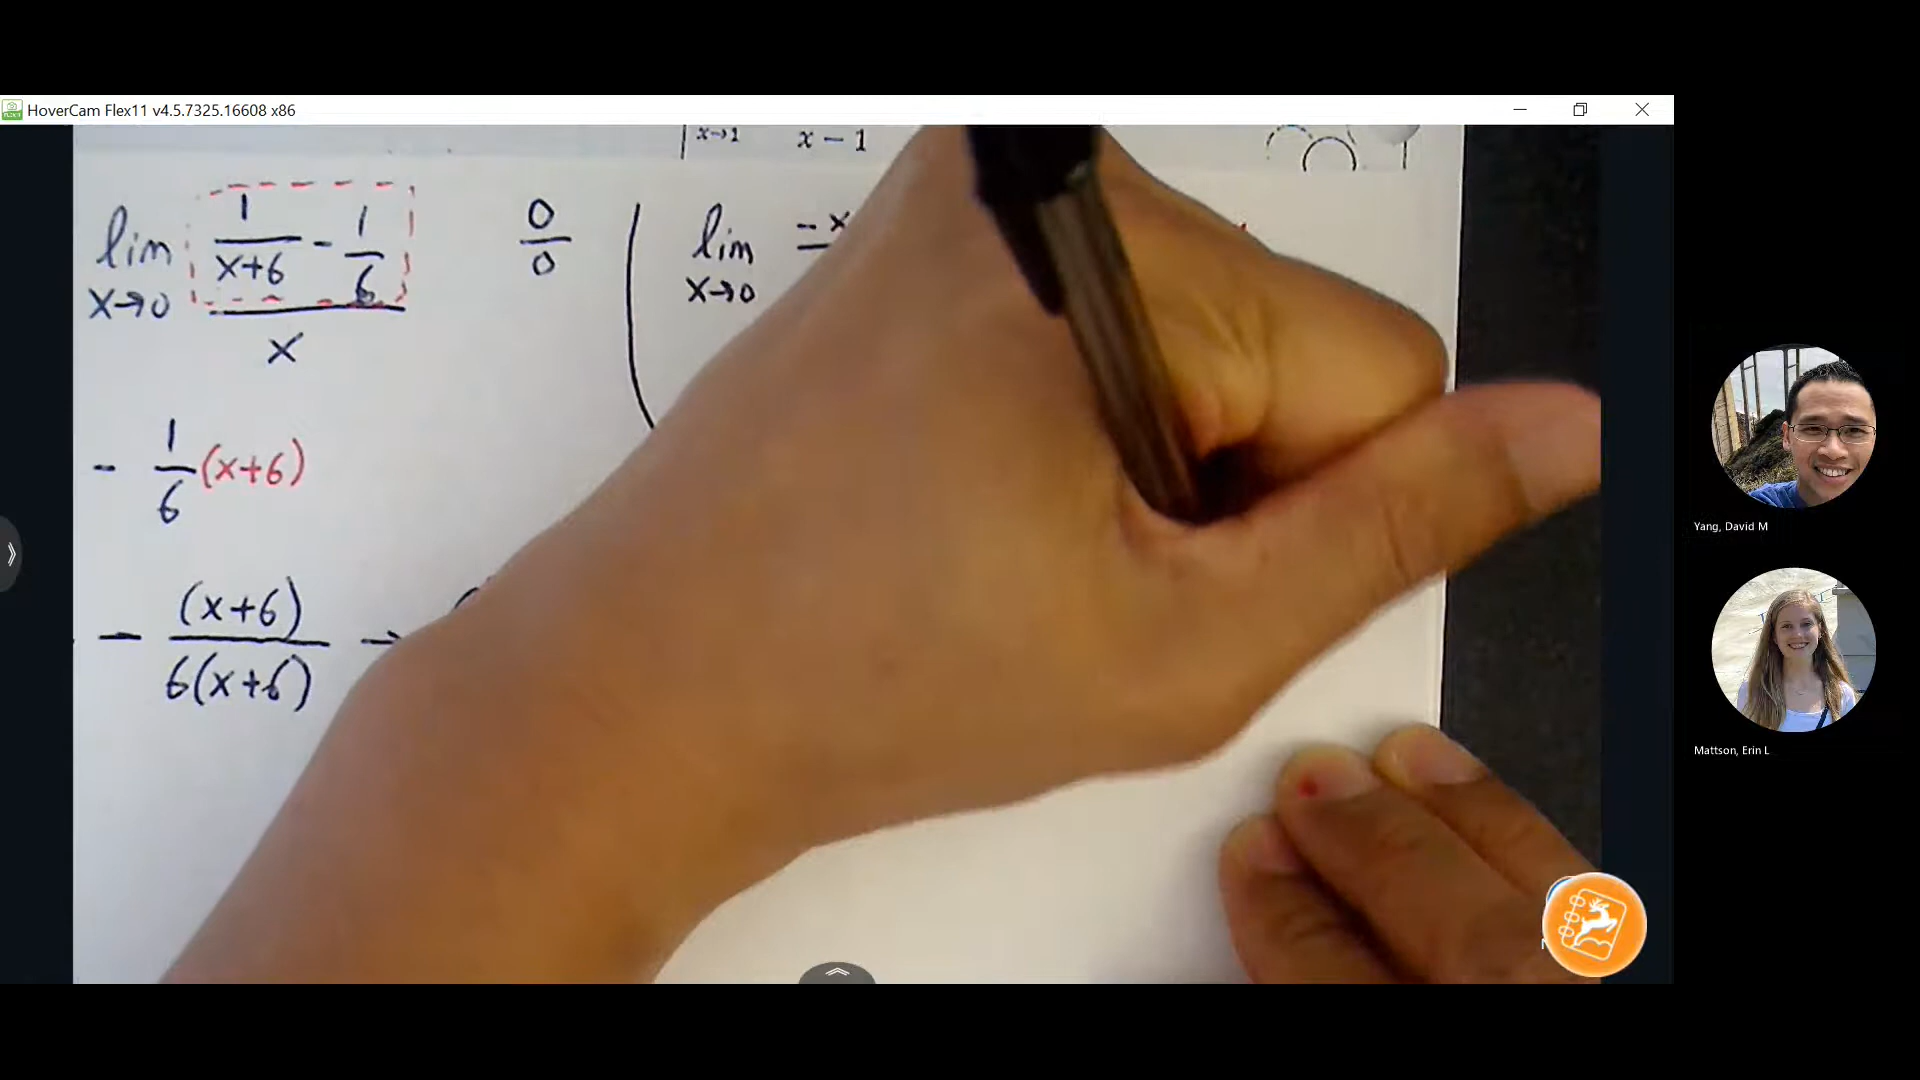 HoverCam Flex11 v4.5.7325.16608 x86
x→1 x - 1
lim 1/(x+6) - 1/6
x→0 x
0/0
lim -x
x→0
- 1/6 (x+6)
- (x+6)/6(x+6) →
Yang, David M
Mattson, Erin L